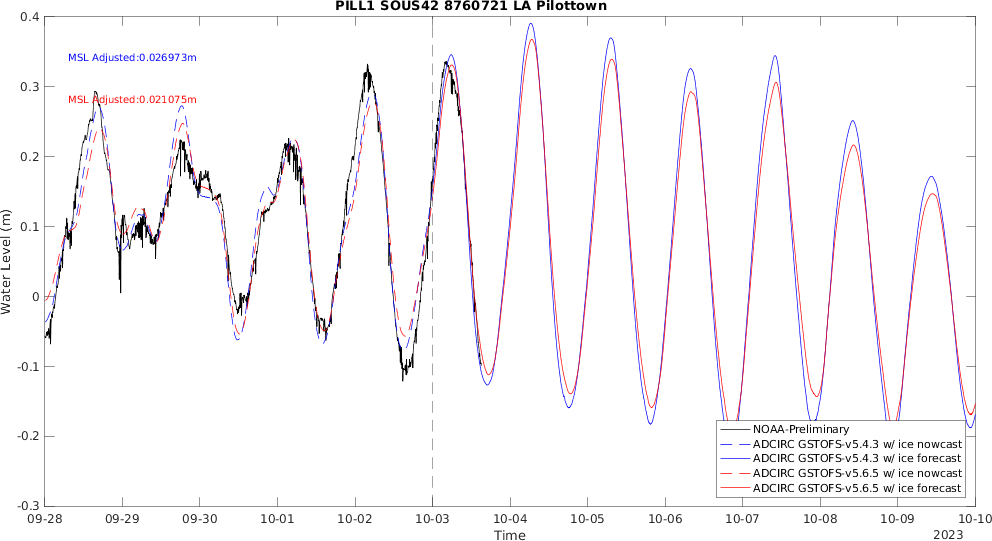 PILL1 SOUS42 8760721 LA Pilottown
MSL Adjusted:0.026973m
MSL Adjusted:0.021075m
0.4
0.3
0.2
0.1
0
-0.1
-0.2
-0.3
Water Level (m)
NOAA-Preliminary
ADCIRC GSTOFS-v5.4.3 w/ ice nowcast
ADCIRC GSTOFS-v5.4.3 w/ ice forecast
ADCIRC GSTOFS-v5.6.5 w/ ice nowcast
ADCIRC GSTOFS-v5.6.5 w/ ice forecast
09-28 09-29 09-30 10-01 10-02 10-03 10-04 10-05 10-06 10-07 10-08 10-09 10-10
Time
2023